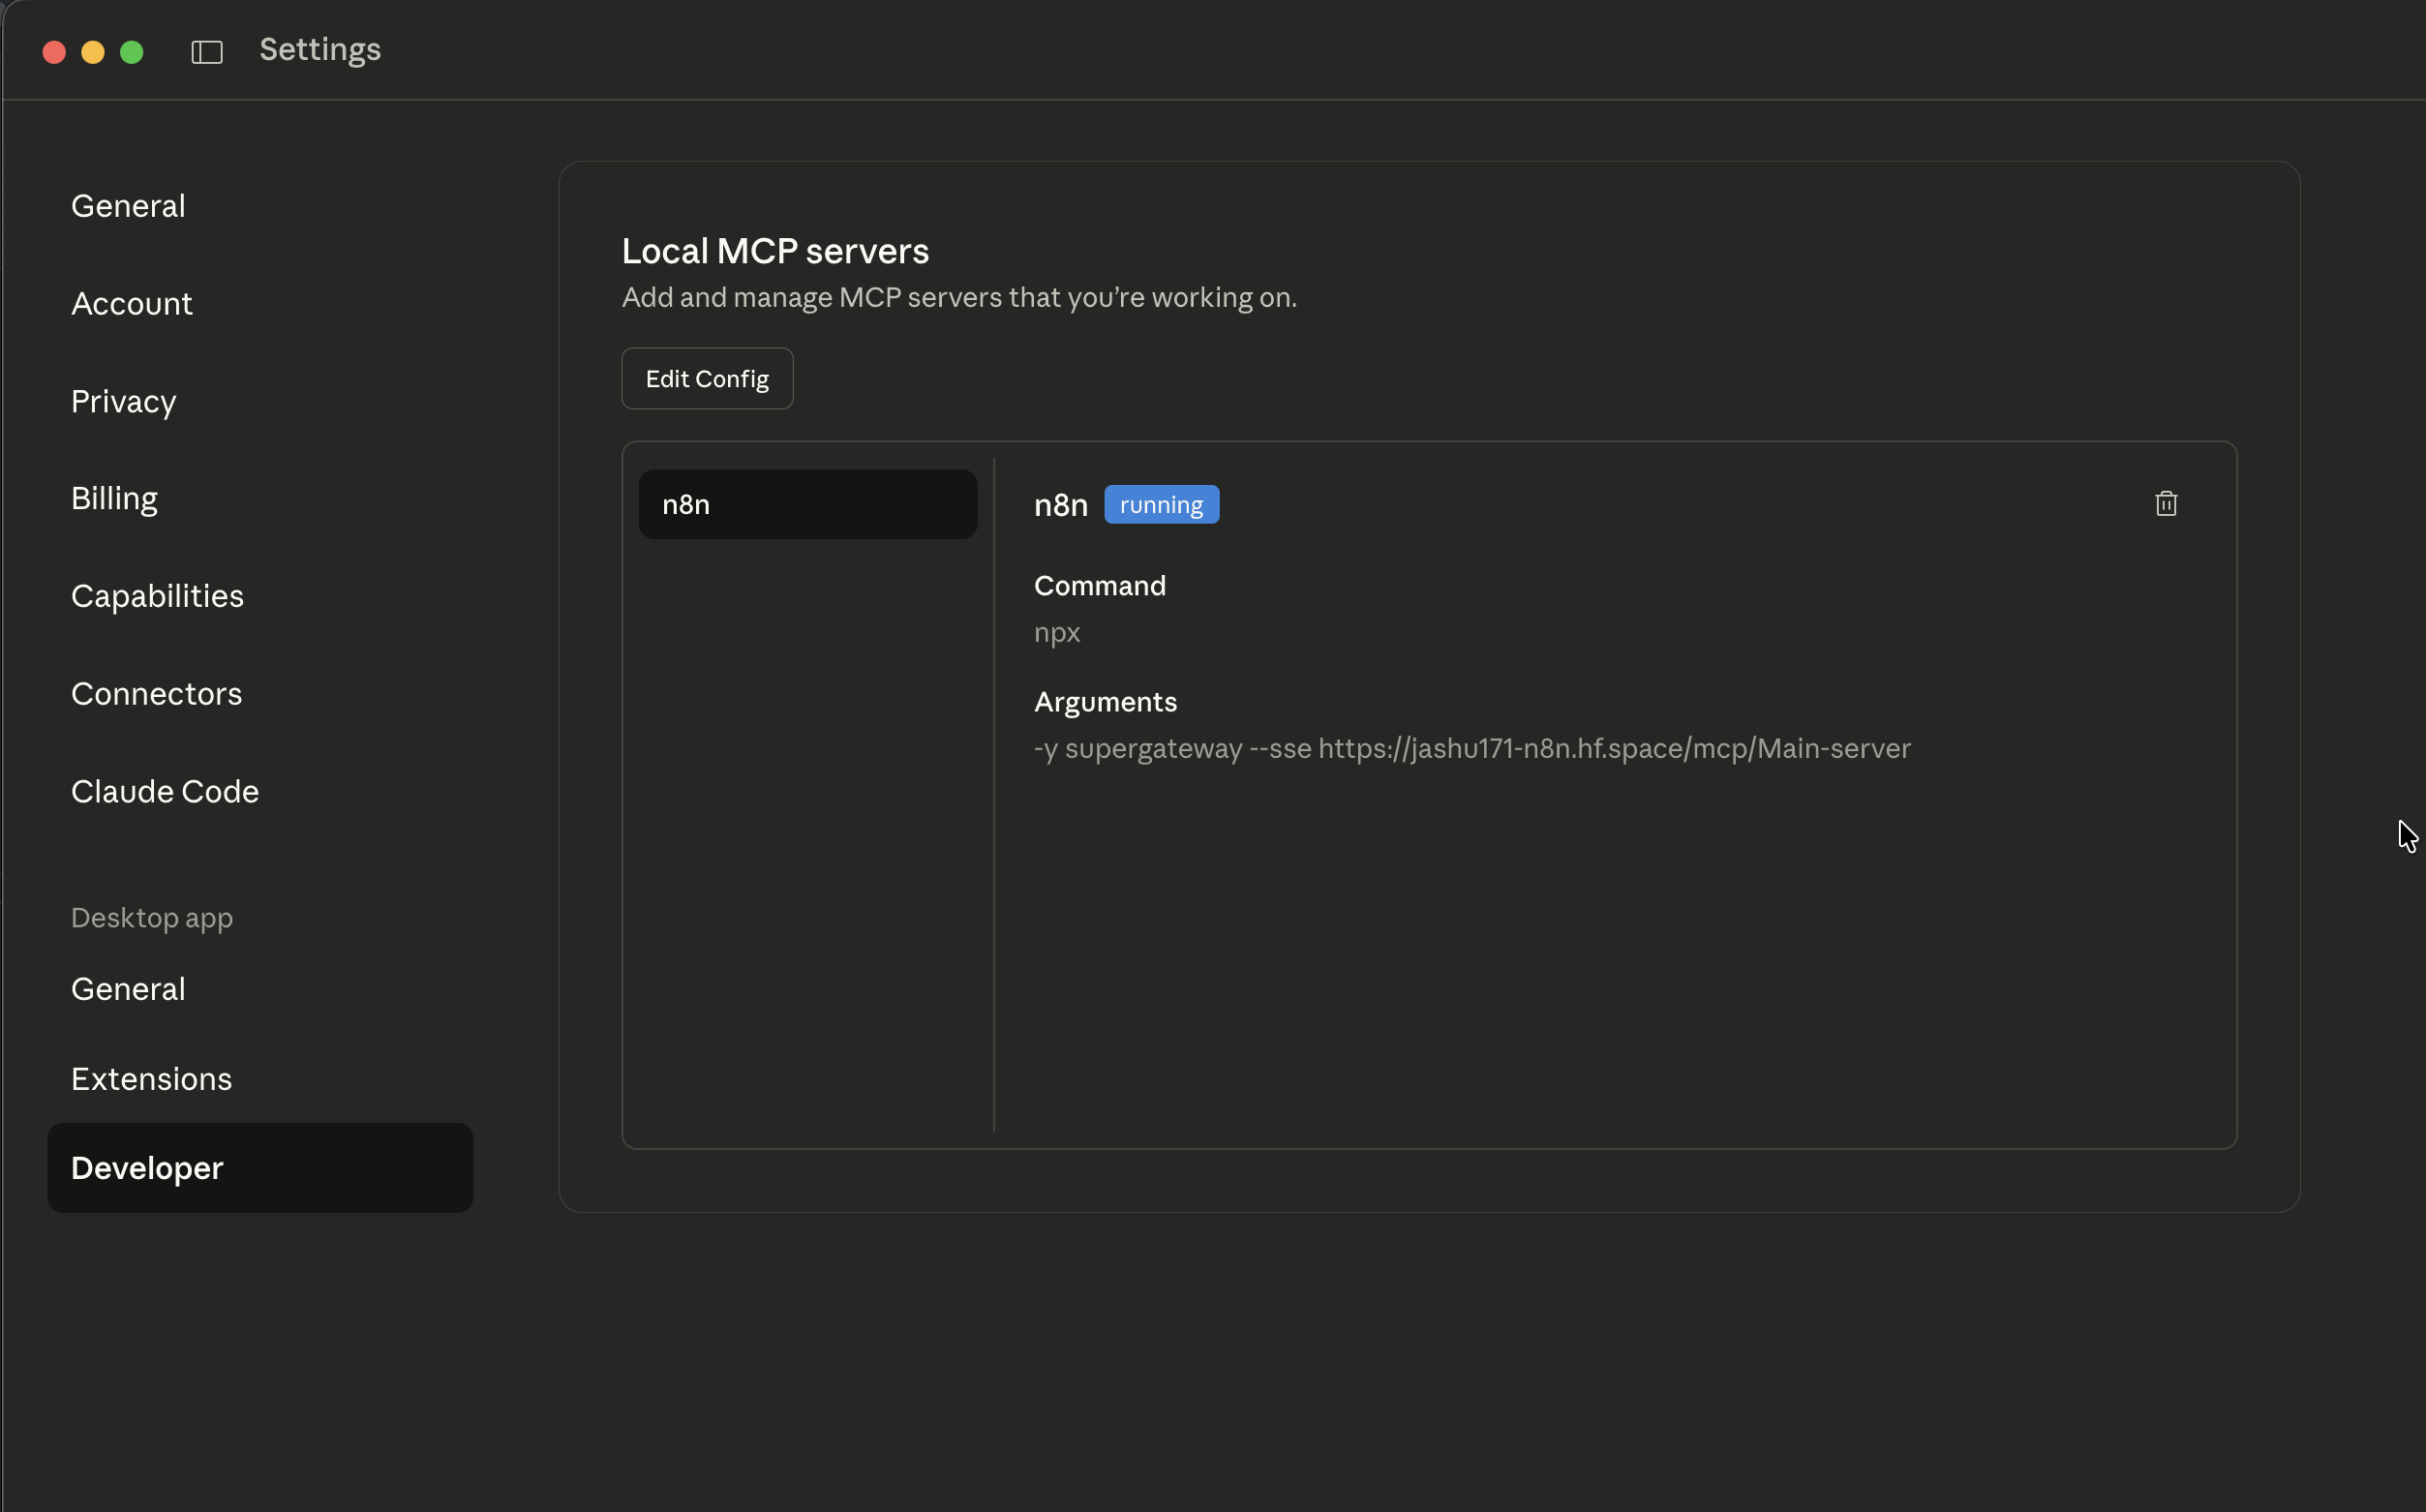 Settings
General
Account
Privacy
Billing
Capabilities
Connectors
Claude Code
Desktop app
General
Extensions
Developer
Local MCP servers
Add and manage MCP servers that you’re working on.
Edit Config
n8n
n8n running
Command
npx
Arguments
-y supergateway --sse https://jashu171-n8n.hf.space/mcp/Main-server